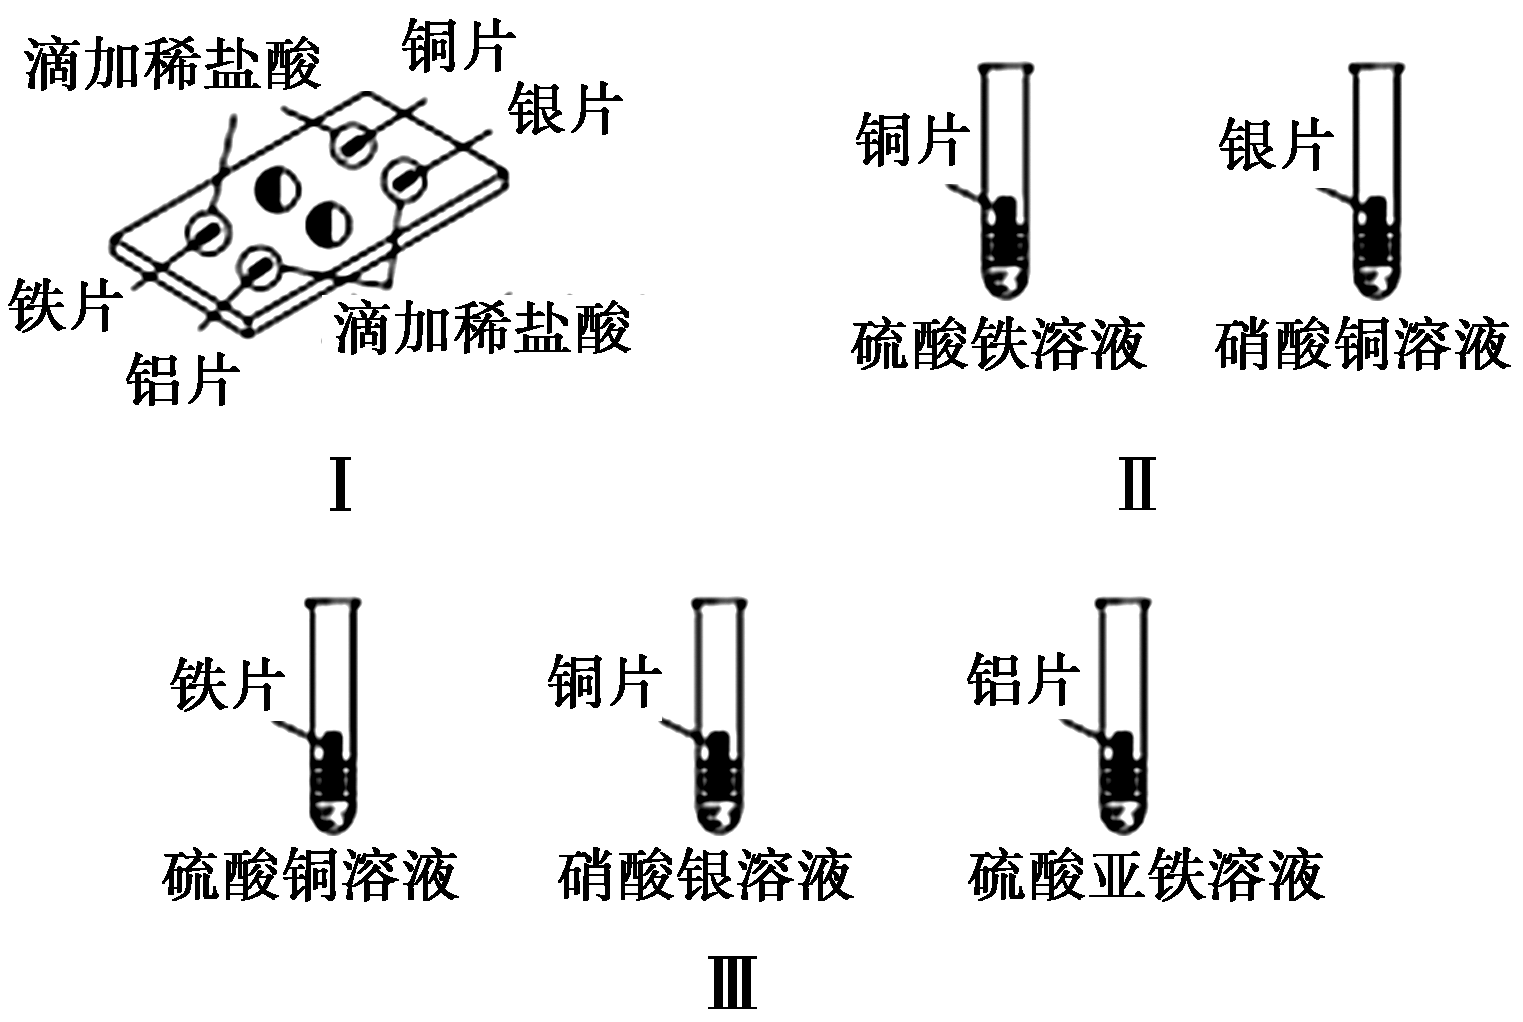 滴加稀盐酸
铜片
银片
铁片
铝片
滴加稀盐酸
Ⅰ
铜片
银片
硫酸铁溶液
硝酸铜溶液
Ⅱ
铁片
铜片
铝片
硫酸铜溶液
硝酸银溶液
硫酸亚铁溶液
Ⅲ